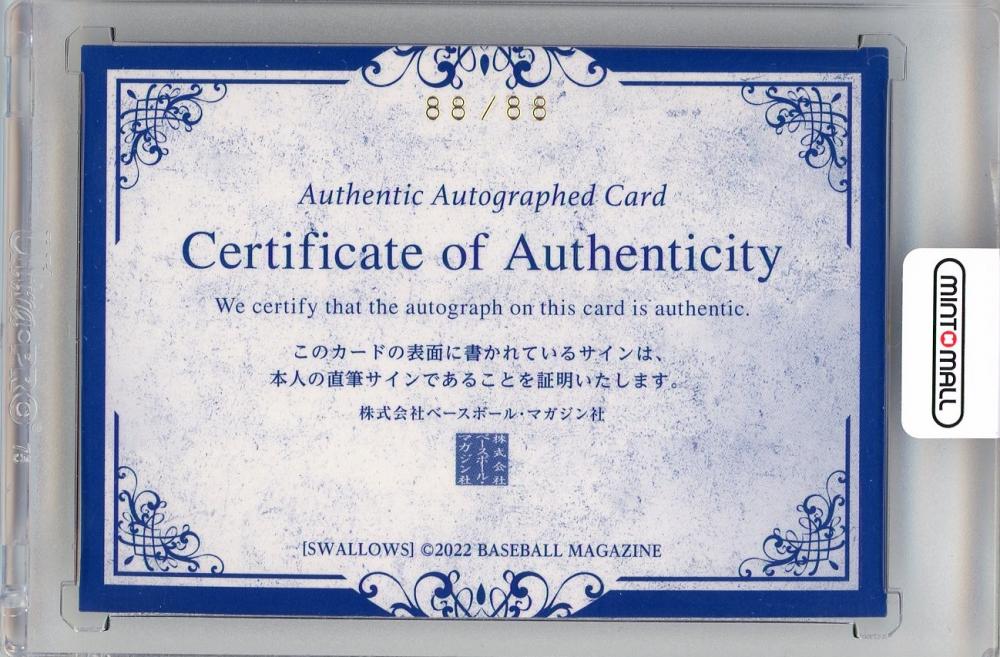 88/88
Authentic Autographed Card
Certificate of Authenticity
We certify that the autograph on this card is authentic.
このカードの表面に書かれているサインは、
本人の直筆サインであることを証明いたします。
株式会社ベースボール・マガジン社
株式会社
ベースボール・
マガジン社
[SWALLOWS] ©2022 BASEBALL MAGAZINE
MINTOMALL